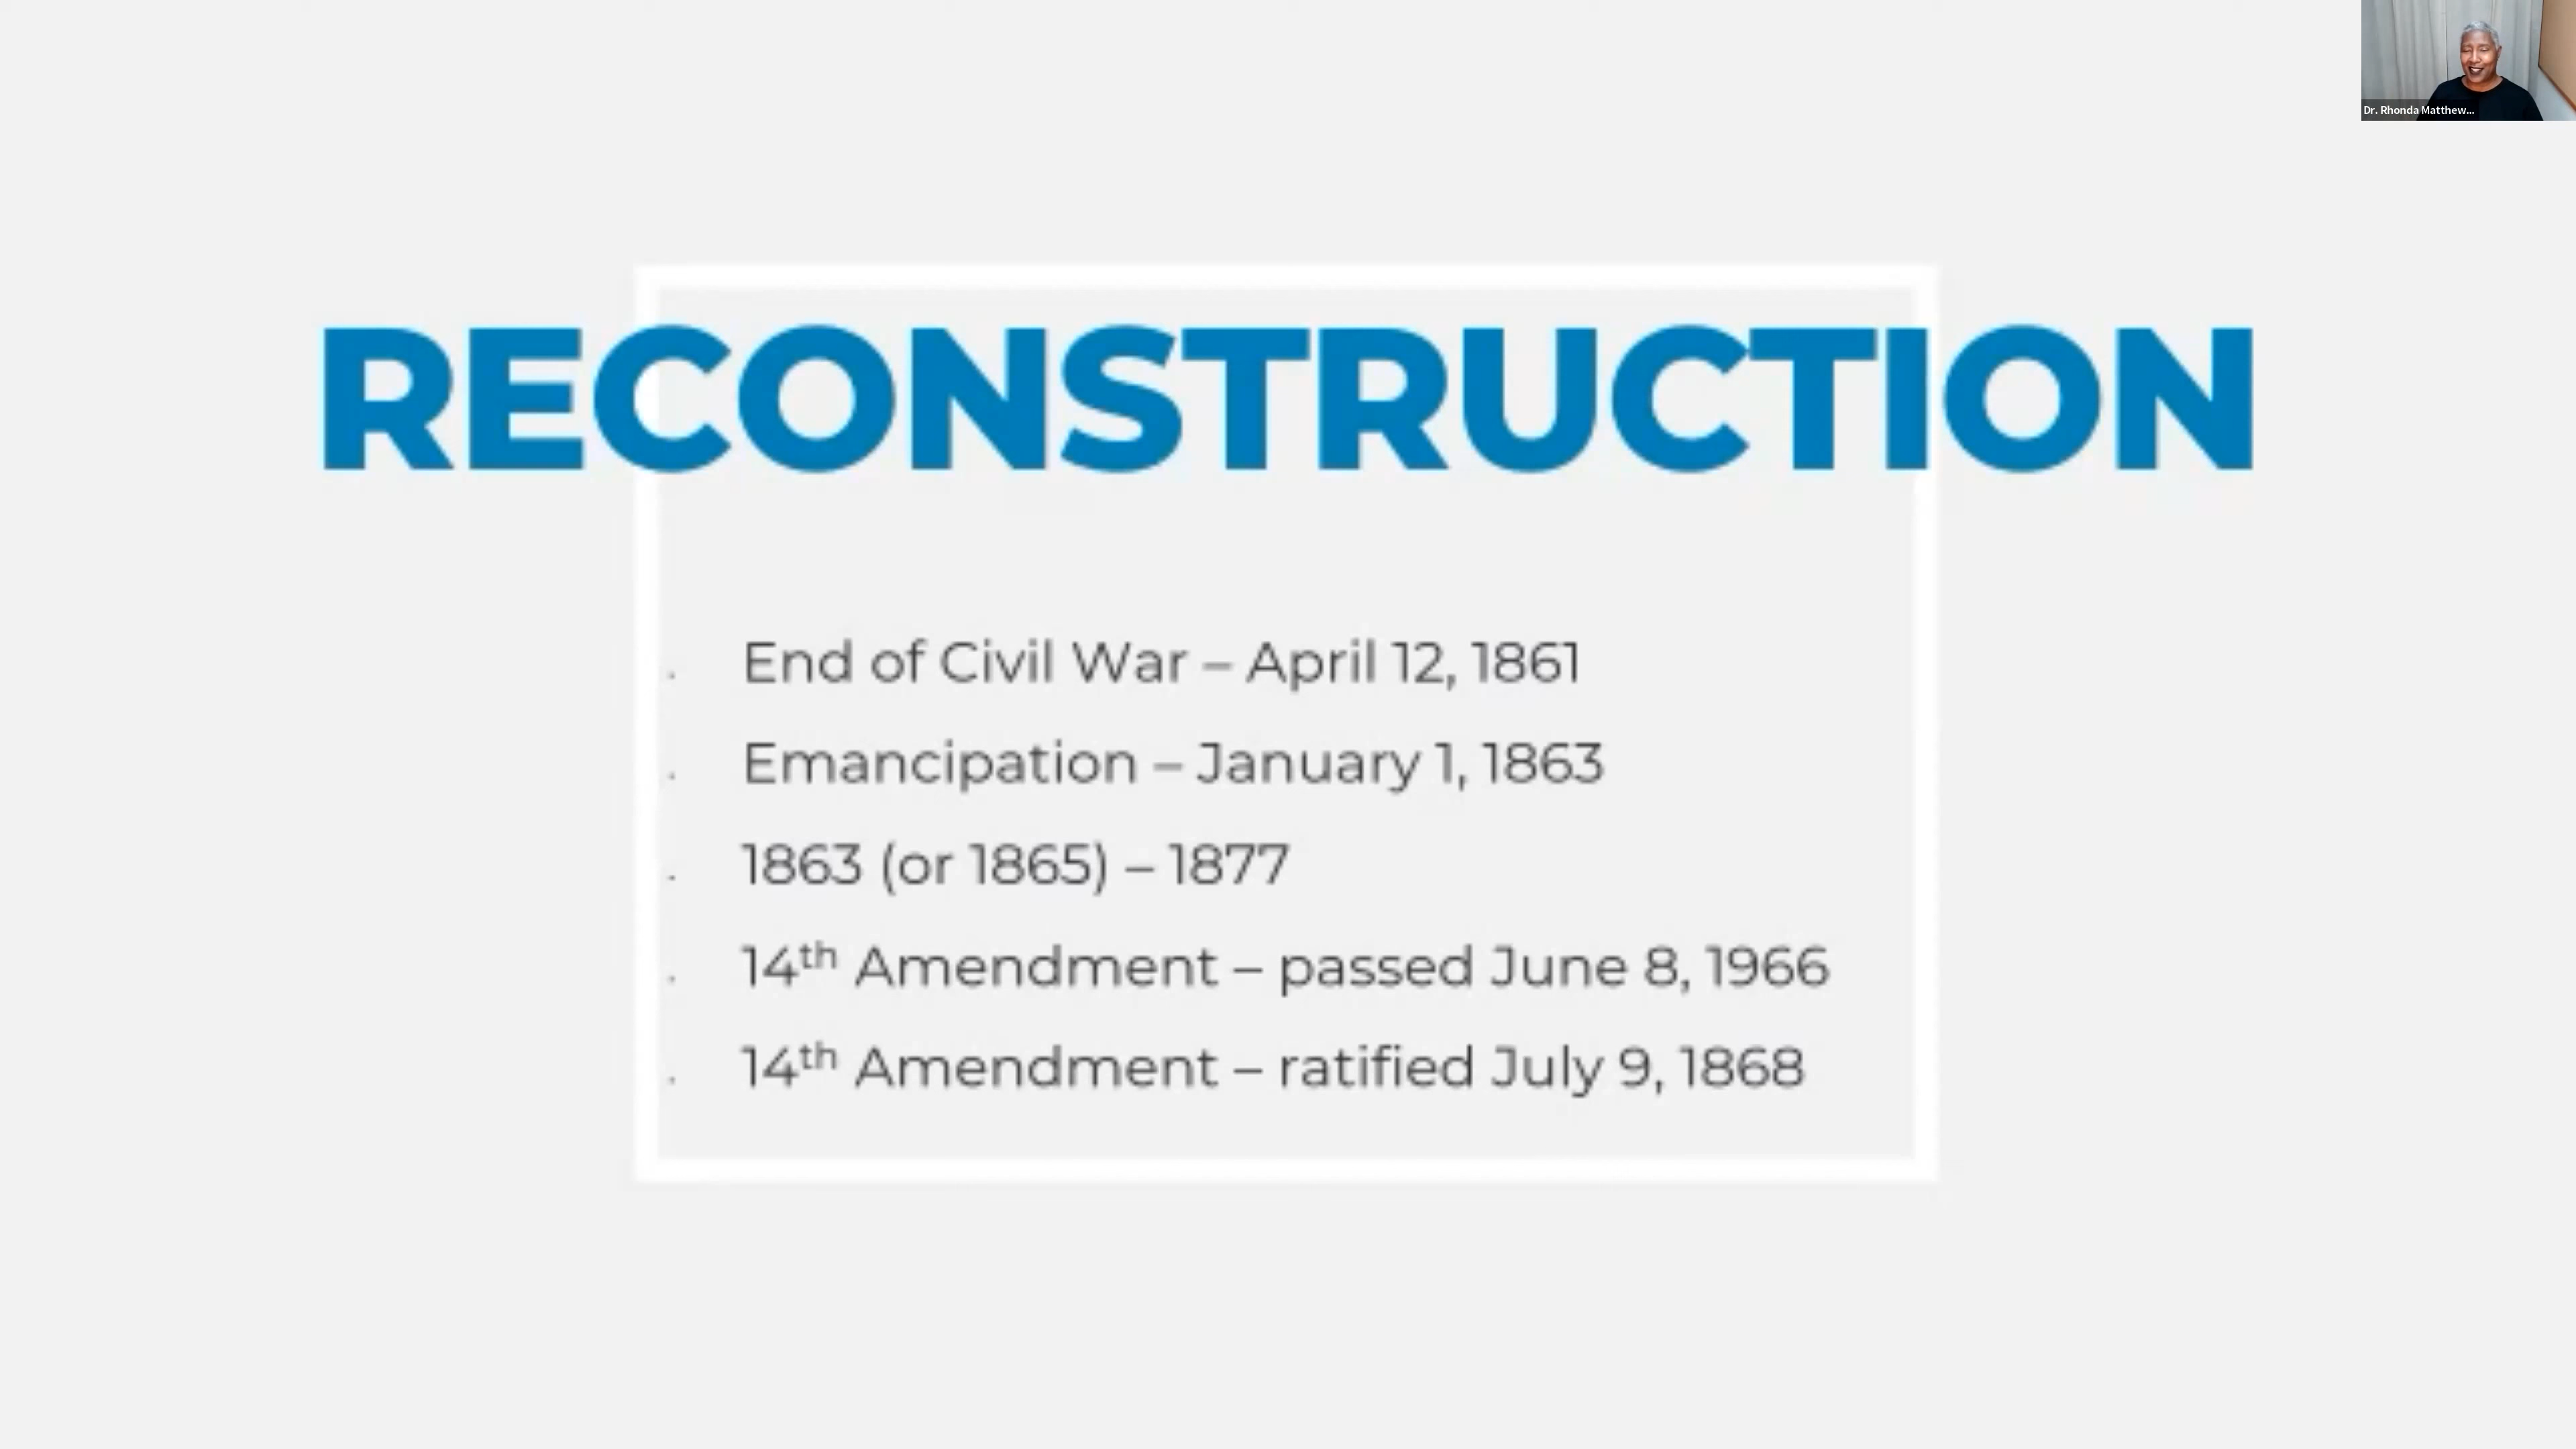 Dr. Rhonda Matthew...
RECONSTRUCTION
. End of Civil War – April 12, 1861
. Emancipation – January 1, 1863
. 1863 (or 1865) – 1877
. 14th Amendment – passed June 8, 1966
. 14th Amendment – ratified July 9, 1868